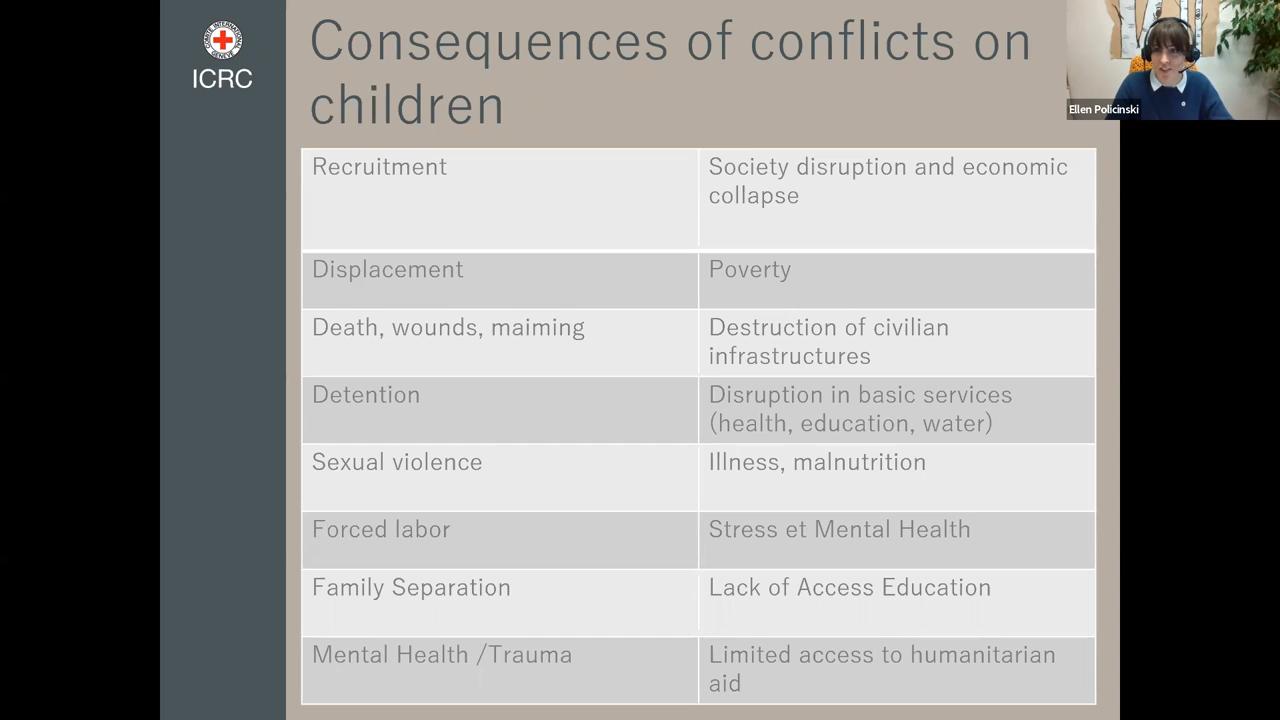 ICRC
Consequences of conflicts on
children
Ellen Policinski
Recruitment
Society disruption and economic
collapse
Displacement
Poverty
Death, wounds, maiming
Destruction of civilian
infrastructures
Detention
Disruption in basic services
(health, education, water)
Sexual violence
Illness, malnutrition
Forced labor
Stress et Mental Health
Family Separation
Lack of Access Education
Mental Health /Trauma
Limited access to humanitarian
aid